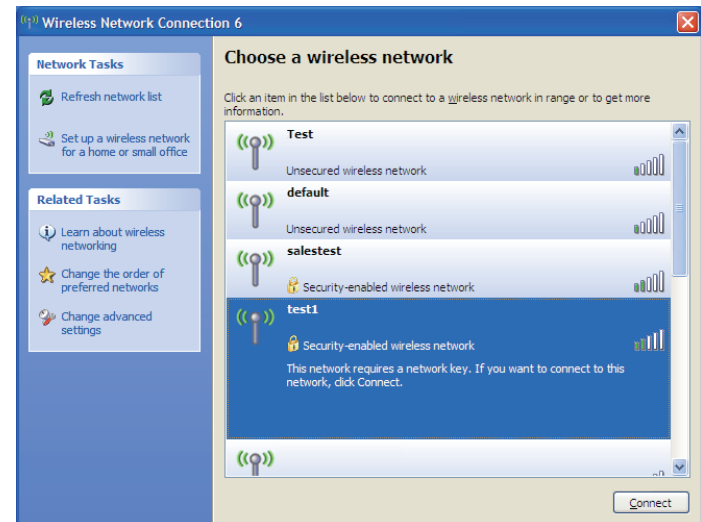 Wireless Network Connection 6
Network Tasks
Refresh network list
Set up a wireless network
for a home or small office
Related Tasks
Learn about wireless
networking
Change the order of
preferred networks
Change advanced
settings
Choose a wireless network
Click an item in the list below to connect to a wireless network in range or to get more
information.
Test
Unsecured wireless network
default
Unsecured wireless network
salestest
Security-enabled wireless network
test1
Security-enabled wireless network
This network requires a network key. If you want to connect to this
network, click Connect.
Connect